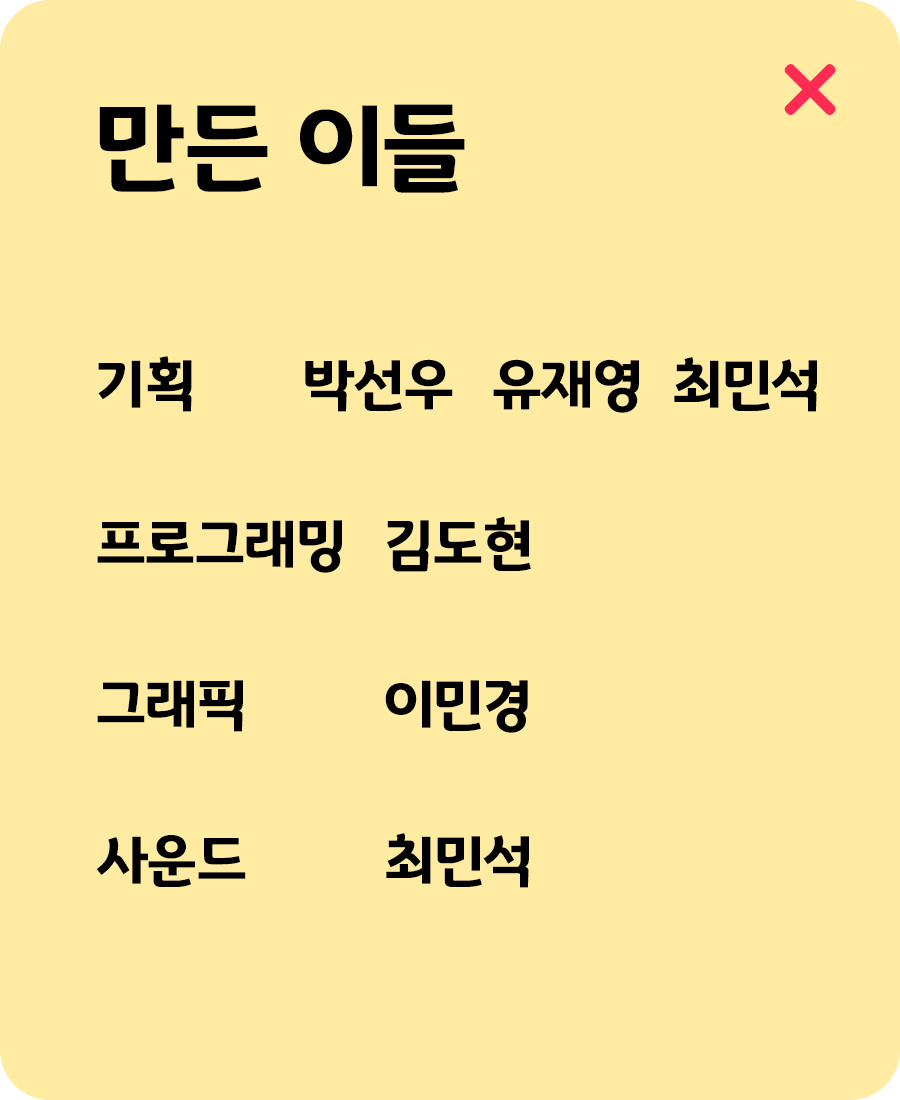 만든 이들
기획 박선우 유재영 최민석
프로그래밍 김도현
그래픽 이민경
사운드 최민석